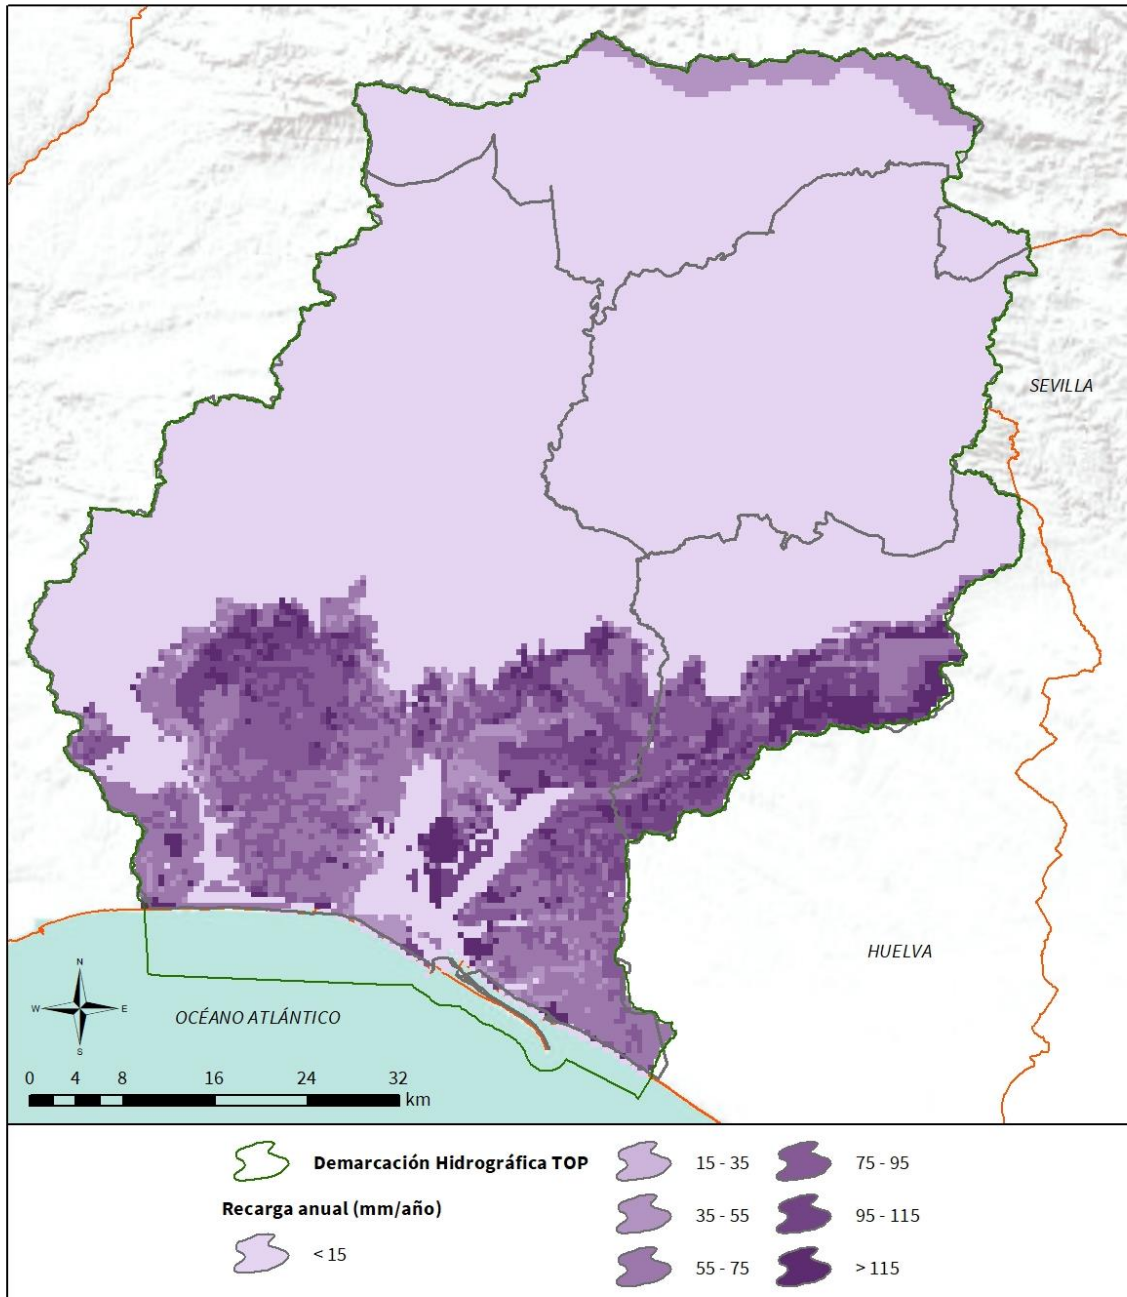 SEVILLA
HUELVA
N
W
E
S
OCÉANO ATLÁNTICO
0 4 8 16 24 32
km
Demarcación Hidrográfica TOP
Recarga anual (mm/año)
< 15
15 - 35
35 - 55
55 - 75
75 - 95
95 - 115
> 115